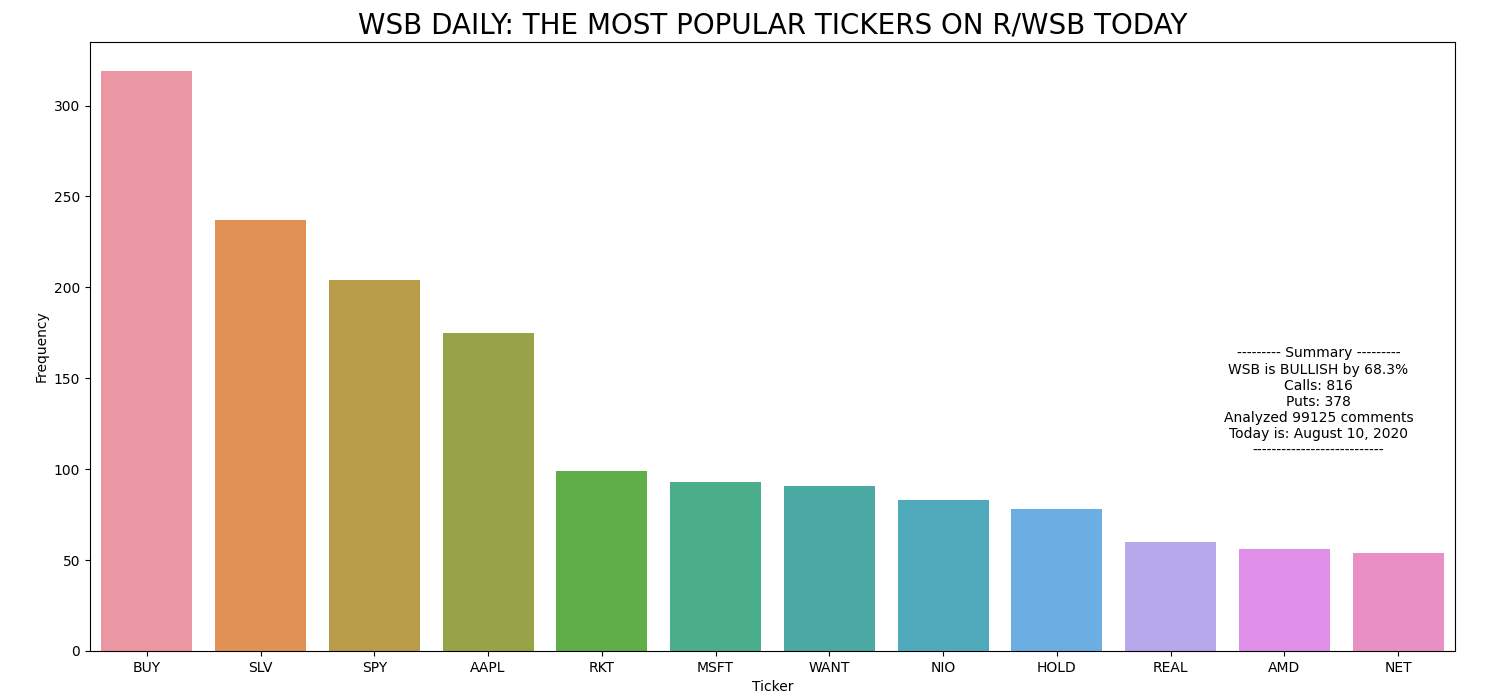 WSB DAILY: THE MOST POPULAR TICKERS ON R/WSB TODAY
300
250
200
150
100
50
0
Frequency
--------- Summary ---------
WSB is BULLISH by 68.3%
Calls: 816
Puts: 378
Analyzed 99125 comments
Today is: August 10, 2020
----------------------------
BUY SLV SPY AAPL RKT MSFT WANT NIO HOLD REAL AMD NET
Ticker